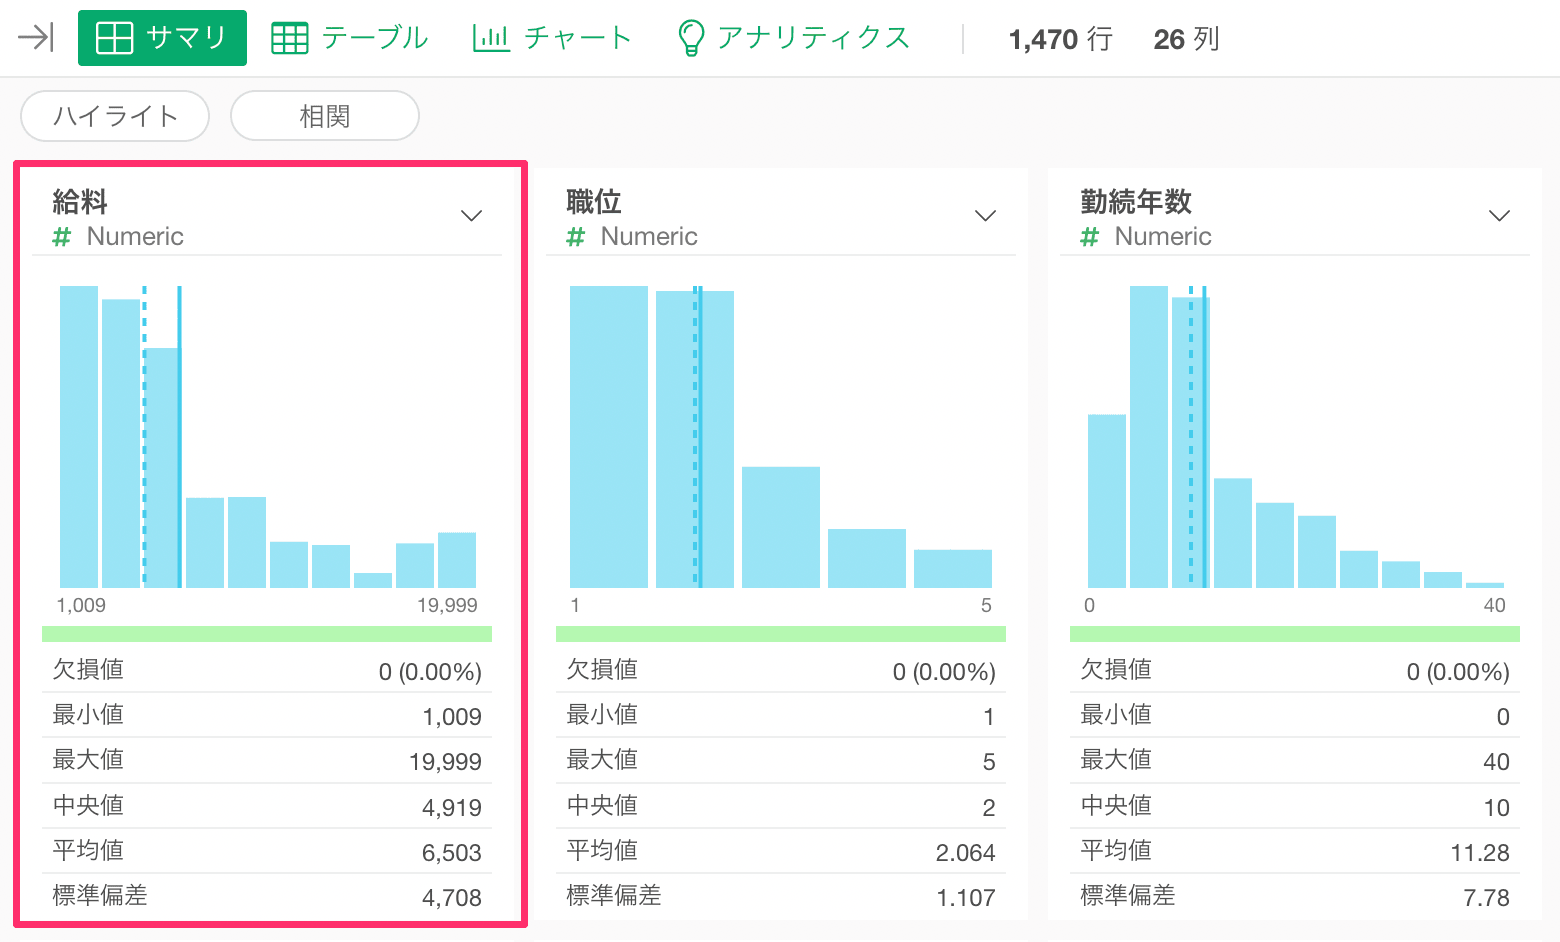 サマリ テーブル チャート アナリティクス 1,470 行 26 列
ハイライト 相関
給料
# Numeric
1,009 19,999
欠損値 0 (0.00%)
最小値 1,009
最大値 19,999
中央値 4,919
平均値 6,503
標準偏差 4,708
職位
# Numeric
1 5
欠損値 0 (0.00%)
最小値 1
最大値 5
中央値 2
平均値 2.064
標準偏差 1.107
勤続年数
# Numeric
0 40
欠損値 0 (0.00%)
最小値 0
最大値 40
中央値 10
平均値 11.28
標準偏差 7.78